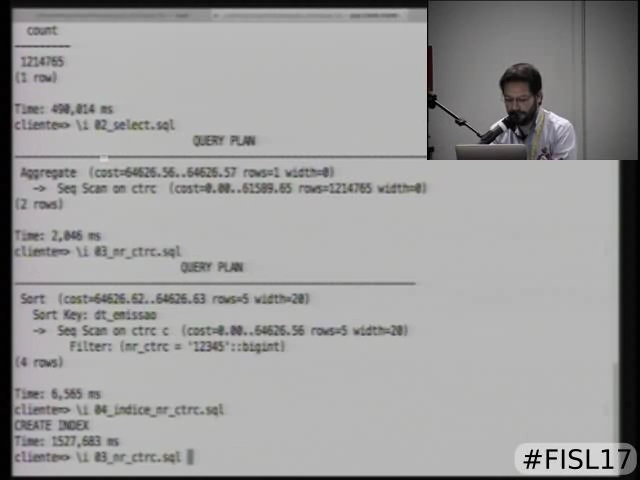 count
1214765
(1 row)
Time: 490,014 ms
cliente=> \i 02_select.sql
QUERY PLAN
Aggregate (cost=64626.56..64626.57 rows=1 width=0)
-> Seq Scan on ctrc (cost=0.00..61589.65 rows=1214765 width=0)
(2 rows)
Time: 2,046 ms
cliente=> \i 03_nr_ctrc.sql
QUERY PLAN
Sort (cost=64626.62..64626.63 rows=5 width=20)
Sort Key: dt_emissao
-> Seq Scan on ctrc c (cost=0.00..64626.56 rows=5 width=20)
Filter: (nr_ctrc = '12345'::bigint)
(4 rows)
Time: 6,565 ms
cliente=> \i 04_indice_nr_ctrc.sql
CREATE INDEX
Time: 1527,683 ms
cliente=> \i 03_nr_ctrc.sql
#FISL17